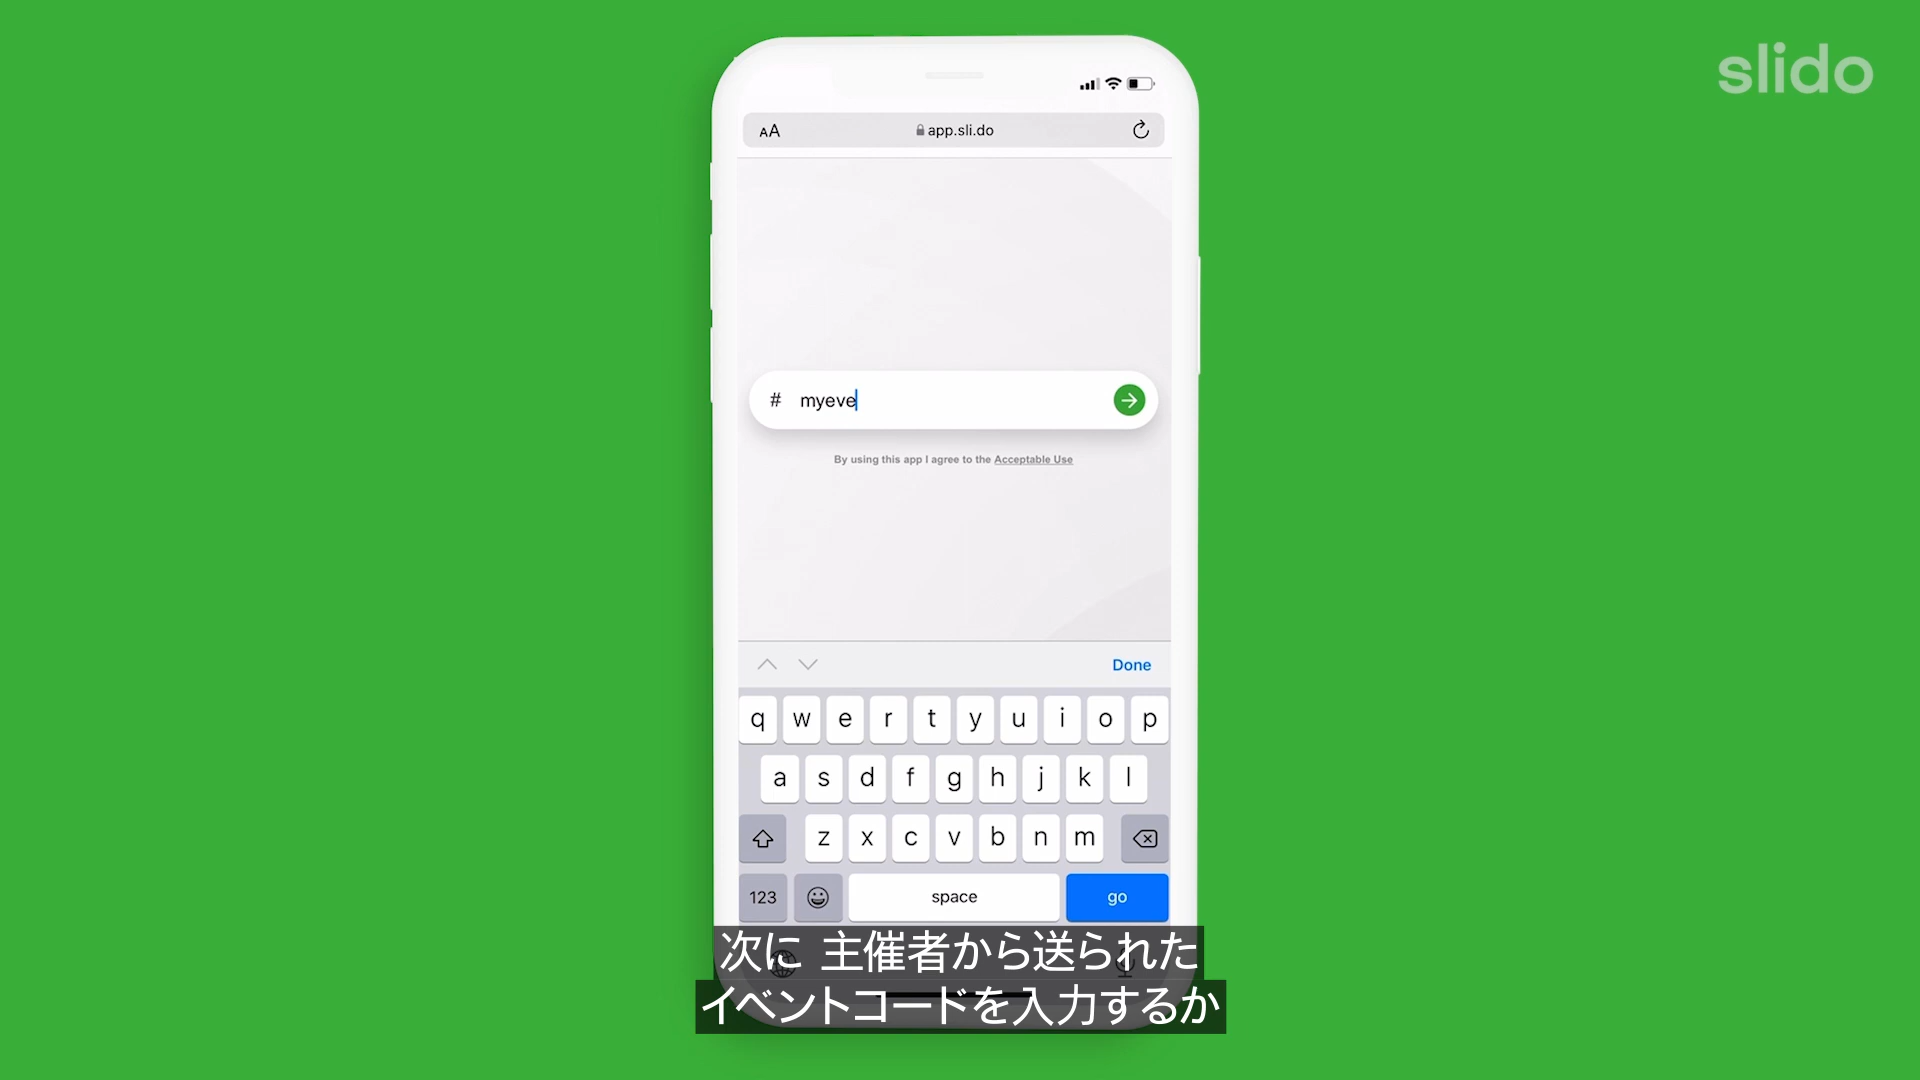 slido
AA
app.sli.do
# myeve
By using this app I agree to the Acceptable Use
Done
q w e r t y u i o p
a s d f g h j k l
z x c v b n m
123 space go
次に 主催者から送られた
イベントコードを入力するか